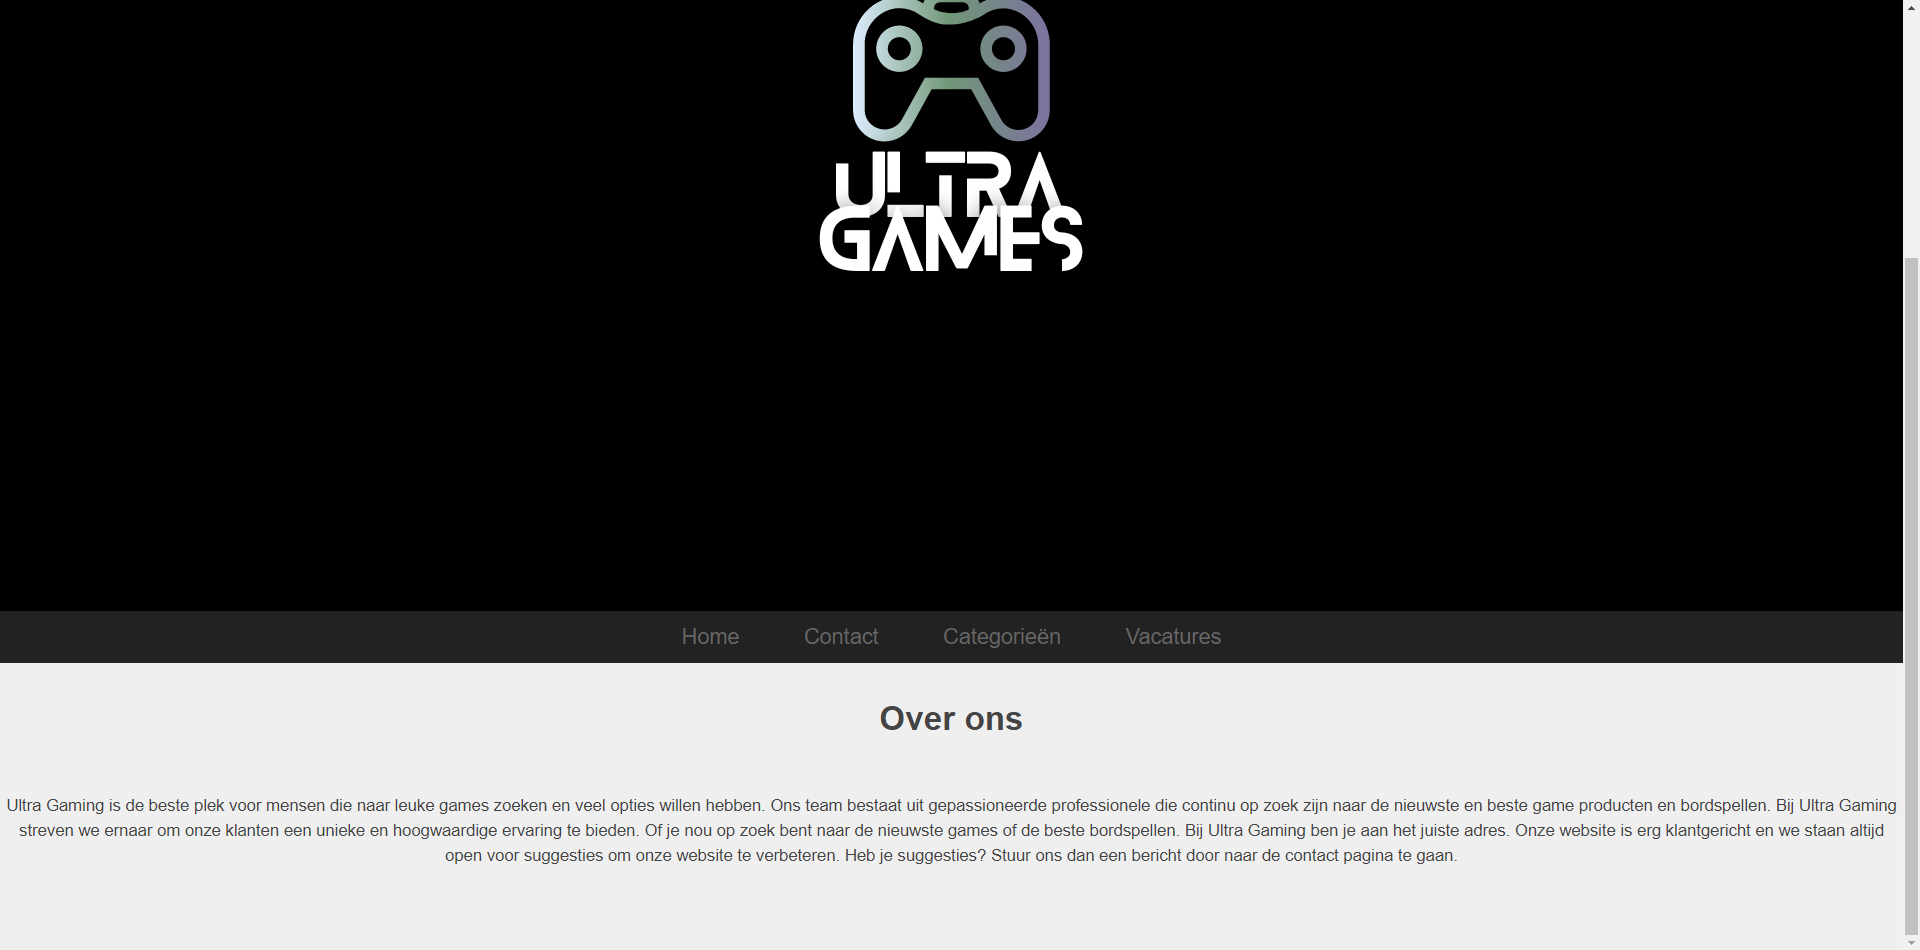 ULTRA
GAMES
Home Contact Categorieën Vacatures
Over ons
Ultra Gaming is de beste plek voor mensen die naar leuke games zoeken en veel opties willen hebben. Ons team bestaat uit gepassioneerde professionele die continu op zoek zijn naar de nieuwste en beste game producten en bordspellen. Bij Ultra Gaming
streven we ernaar om onze klanten een unieke en hoogwaardige ervaring te bieden. Of je nou op zoek bent naar de nieuwste games of de beste bordspellen. Bij Ultra Gaming ben je aan het juiste adres. Onze website is erg klantgericht en we staan altijd
open voor suggesties om onze website te verbeteren. Heb je suggesties? Stuur ons dan een bericht door naar de contact pagina te gaan.